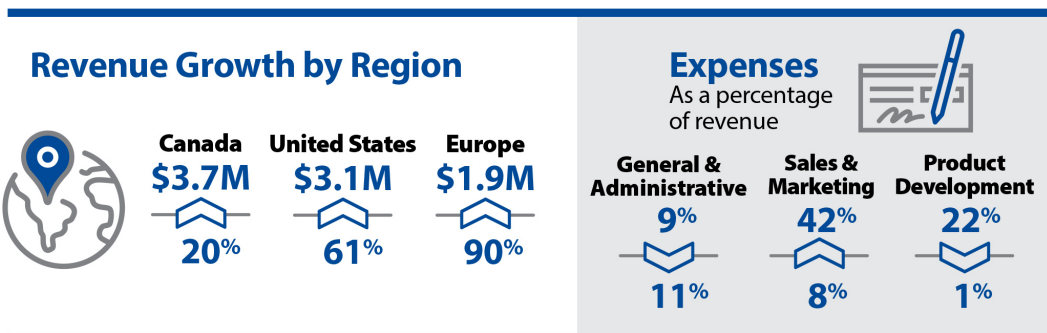 Revenue Growth by Region
Canada
$3.7M
20%
United States
$3.1M
61%
Europe
$1.9M
90%
Expenses
As a percentage
of revenue
General &
Administrative
9%
11%
Sales &
Marketing
42%
8%
Product
Development
22%
1%